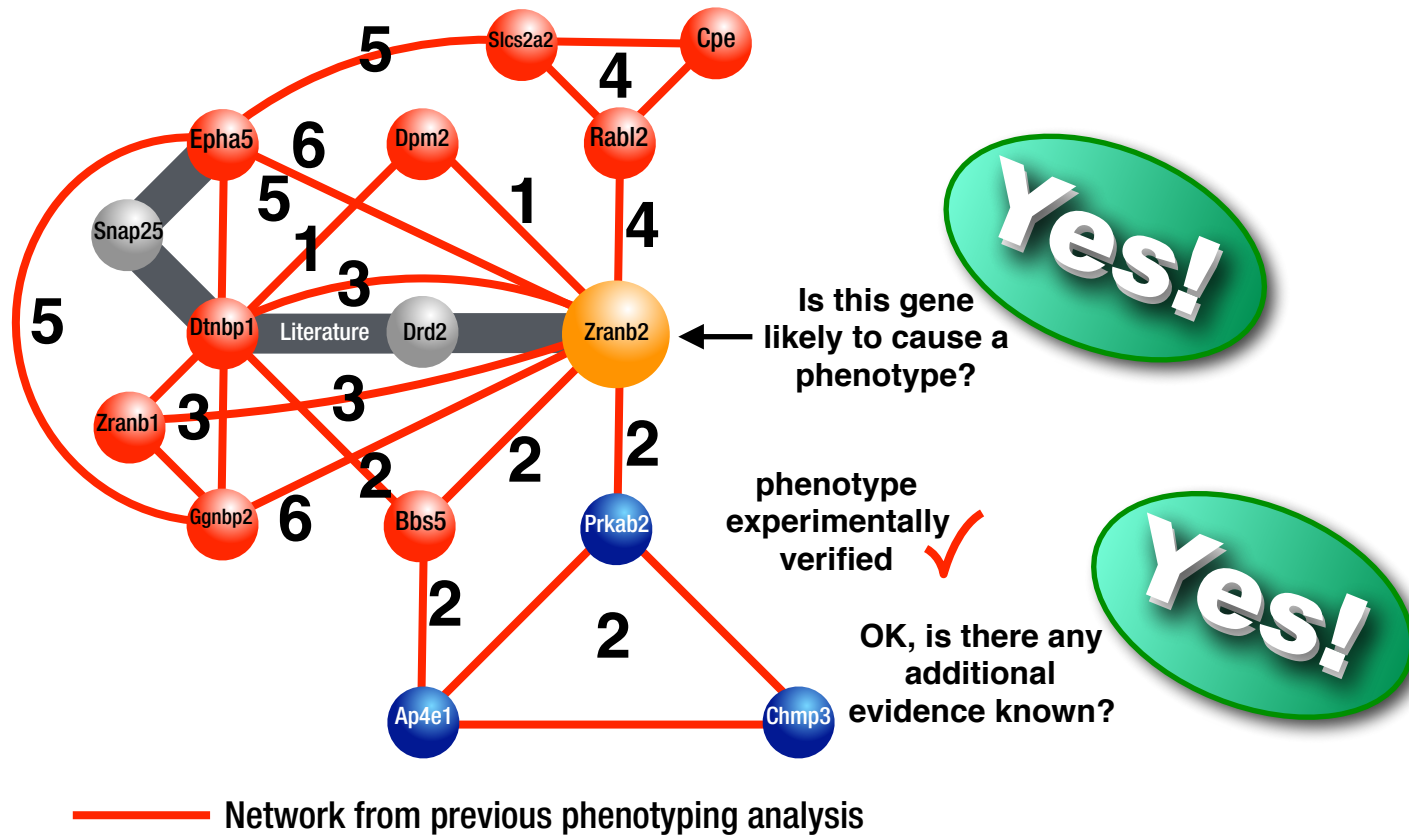 5
Slcs2a2
Cpe
4
Epha5
6
Dpm2
Rabl2
5
1
Snap25
1
4
3
5
Dtnbp1
Literature
Drd2
Zranb2
Is this gene
likely to cause a
phenotype?
Yes!
Zranb1
3
3
2
2
2
6
Ggnbp2
Bbs5
Prkab2
phenotype
experimentally
verified
2
2
OK, is there any
additional
evidence known?
Yes!
Ap4e1
Chmp3
Network from previous phenotyping analysis